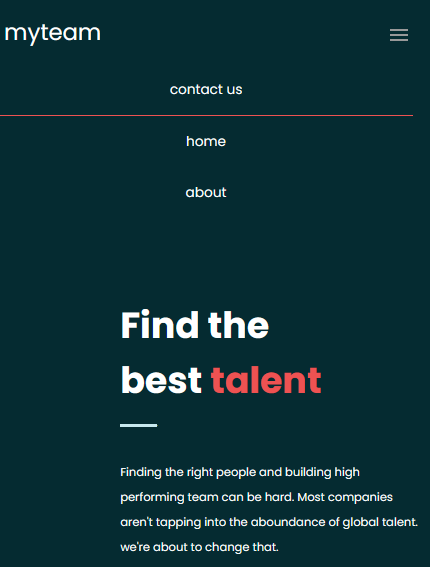 myteam
contact us
home
about
Find the
best talent
Finding the right people and building high
performing team can be hard. Most companies
aren't tapping into the aboundance of global talent.
we're about to change that.